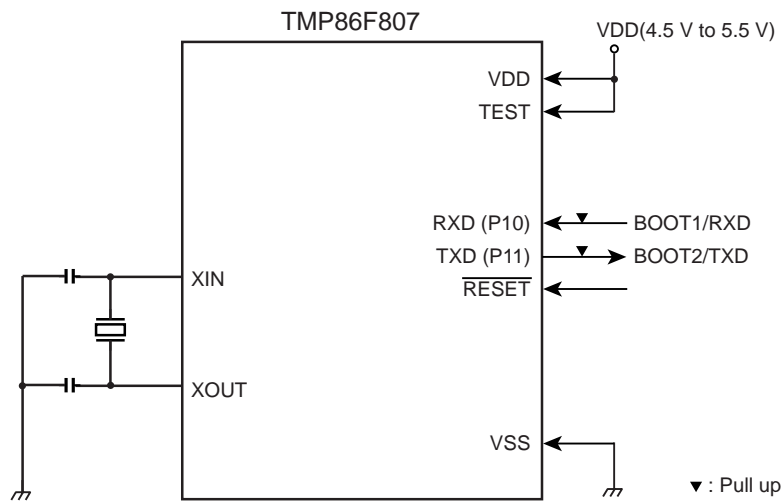 TMP86F807
VDD(4.5 V to 5.5 V)
VDD
TEST
RXD (P10)
BOOT1/RXD
TXD (P11)
BOOT2/TXD
RESET
XIN
XOUT
VSS
▼ : Pull up